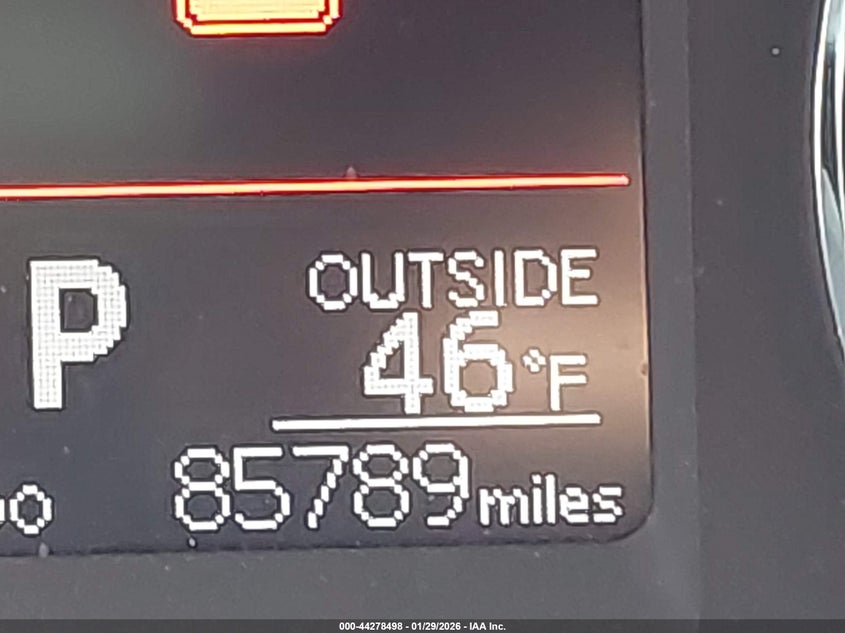 OUTSIDE
P
46°F
85789 miles
000-44278498 - 01/29/2026 - IAA Inc.